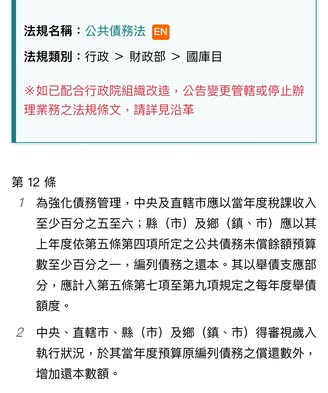 法規名稱：公共債務法 EN
法規類別：行政 > 財政部 > 國庫目
※如已配合行政院組織改造，公告變更管轄或停止辦
理業務之法規條文，請詳見沿革
第 12 條
1 為強化債務管理，中央及直轄市應以當年度稅課收入
至少百分之五至六；縣（市）及鄉（鎮、市）應以其
上年度依第五條第四項所定之公共債務未償餘額預算
數至少百分之一，編列債務之還本。其以舉債支應部
分，應計入第五條第七項至第九項規定之每年度舉債
額度。
2 中央、直轄市、縣（市）及鄉（鎮、市）得審視歲入
執行狀況，於其當年度預算原編列債務之償還數外，
增加還本數額。